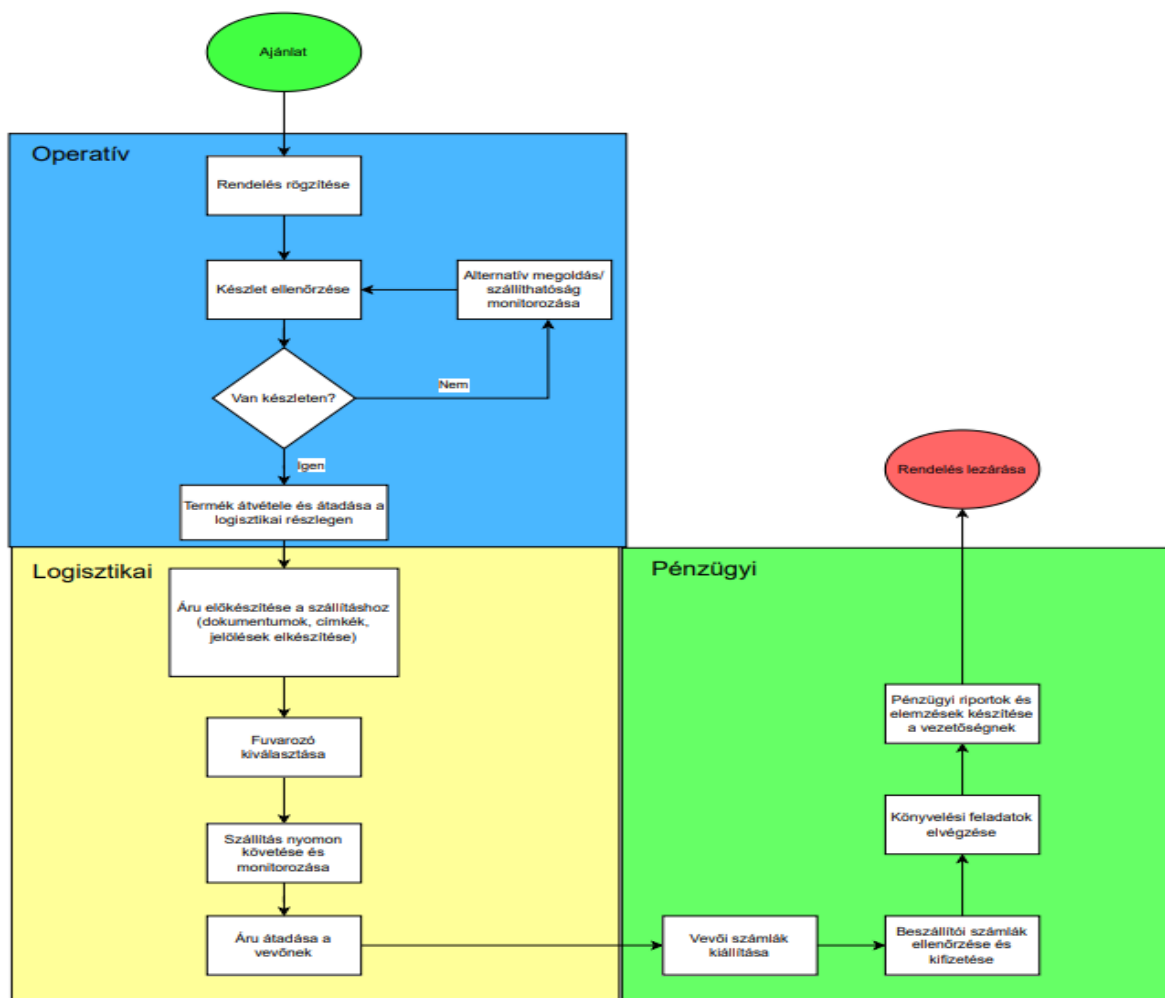 Ajánlat
Operatív
Rendelés rögzítése
Készlet ellenőrzése
Alternatív megoldás/
szállíthatóság
monitorozása
Van készleten?
Nem
Igen
Termék átvétele és átadása a
logisztikai részlegen
Logisztikai
Áru előkészítése a szállításhoz
(dokumentumok, címkék,
jelölések elkészítése)
Fuvarozó
kiválasztása
Szállítás nyomon
követése és
monitorozása
Áru átadása a
vevőnek
Pénzügyi
Vevői számlák
kiállítása
Beszállítói számlák
ellenőrzése és
kifizetése
Könyvelési feladatok
elvégzése
Pénzügyi riportok és
elemzések készítése
a vezetőségnek
Rendelés lezárása